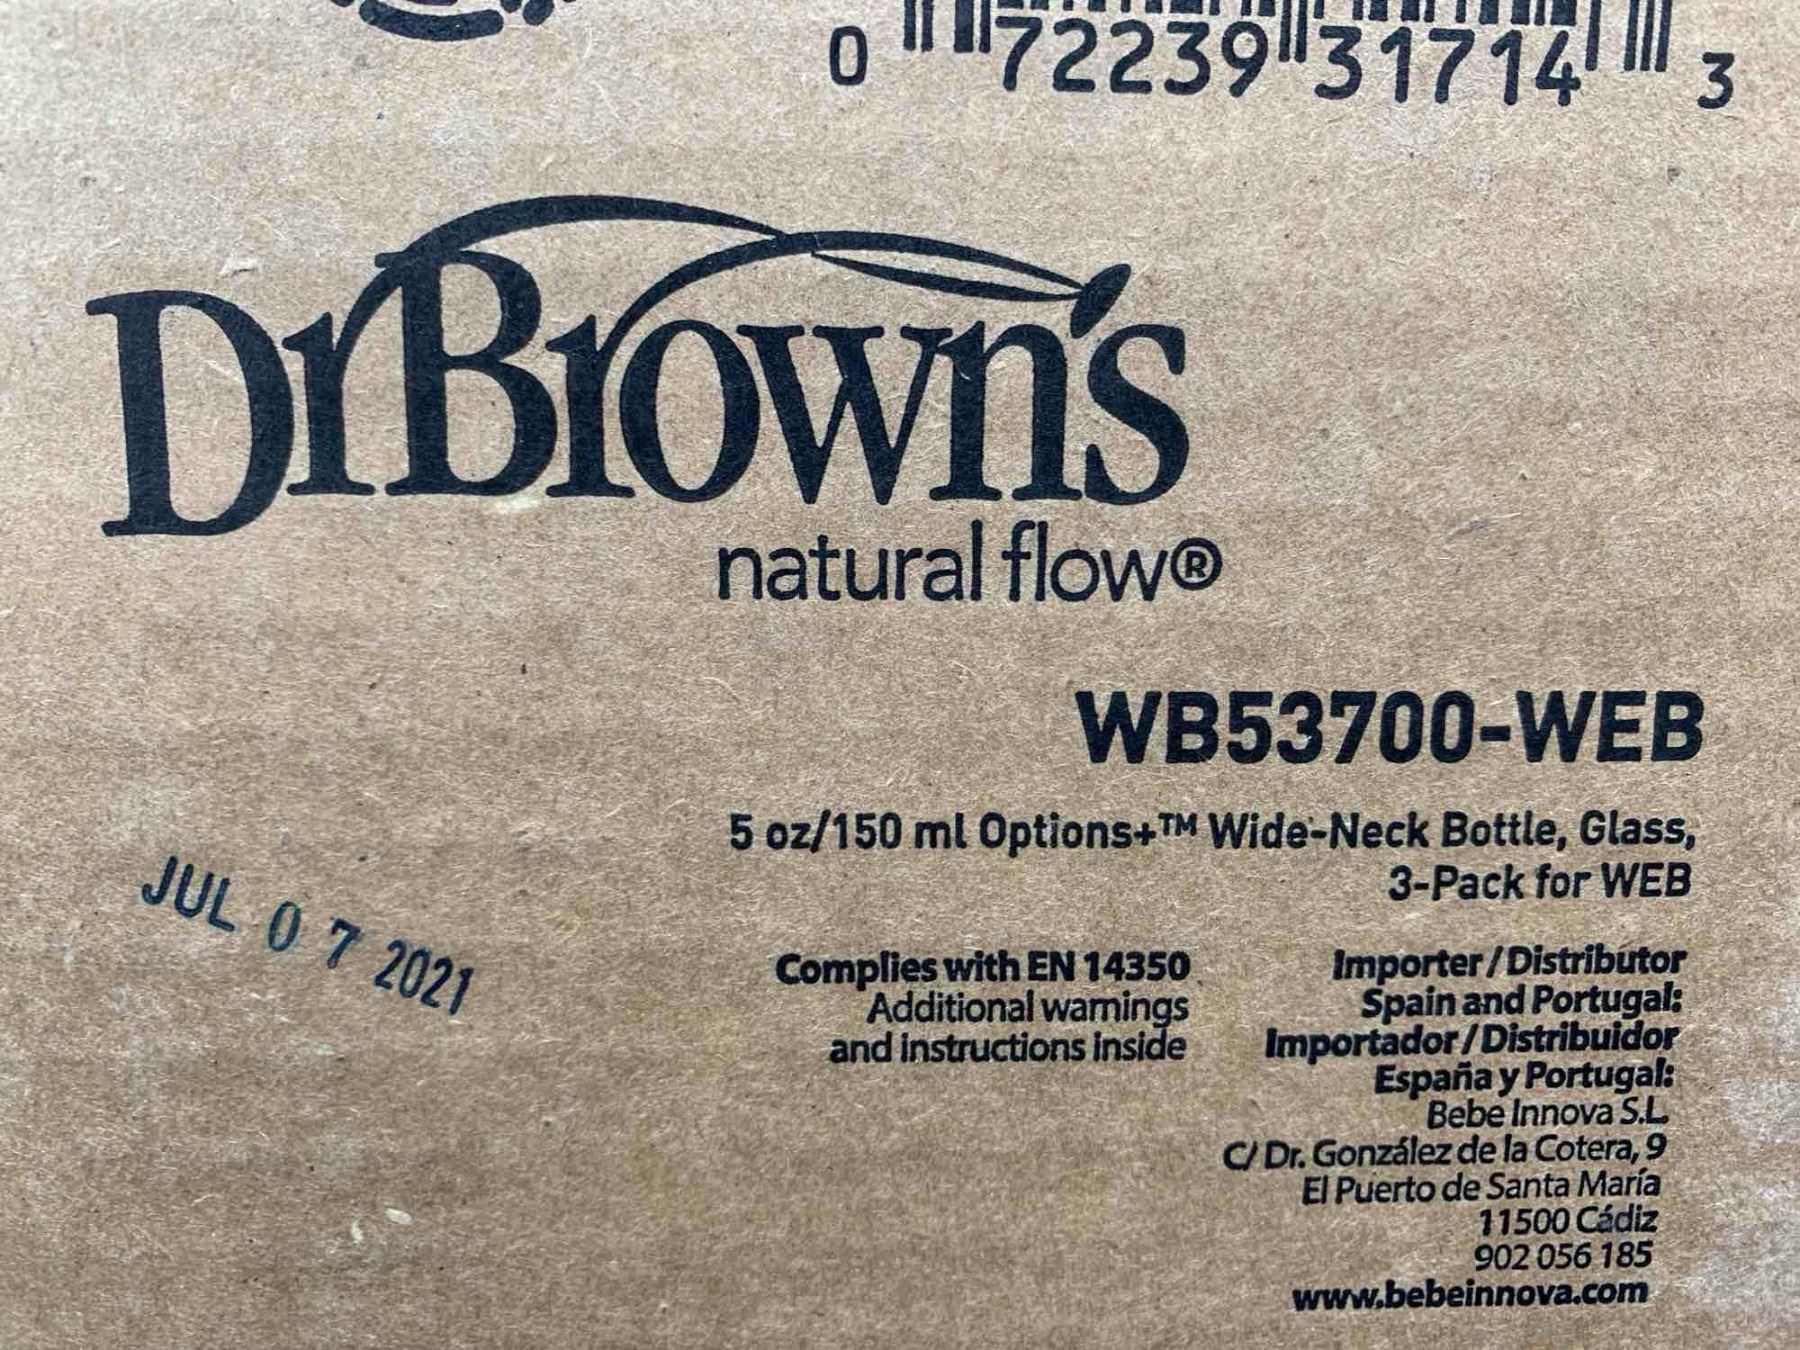 0 72239 31714 3
DrBrown's
natural flow®
WB53700-WEB
5 oz/150 ml Options+™ Wide-Neck Bottle, Glass,
3-Pack for WEB
JUL 07 2021
Complies with EN 14350
Additional warnings
and instructions inside
Importer / Distributor
Spain and Portugal:
Importador / Distribuidor
España y Portugal:
Bebe Innova S.L.
C/ Dr. González de la Cotera, 9
El Puerto de Santa María
11500 Cádiz
902 056 185
www.bebeinnova.com